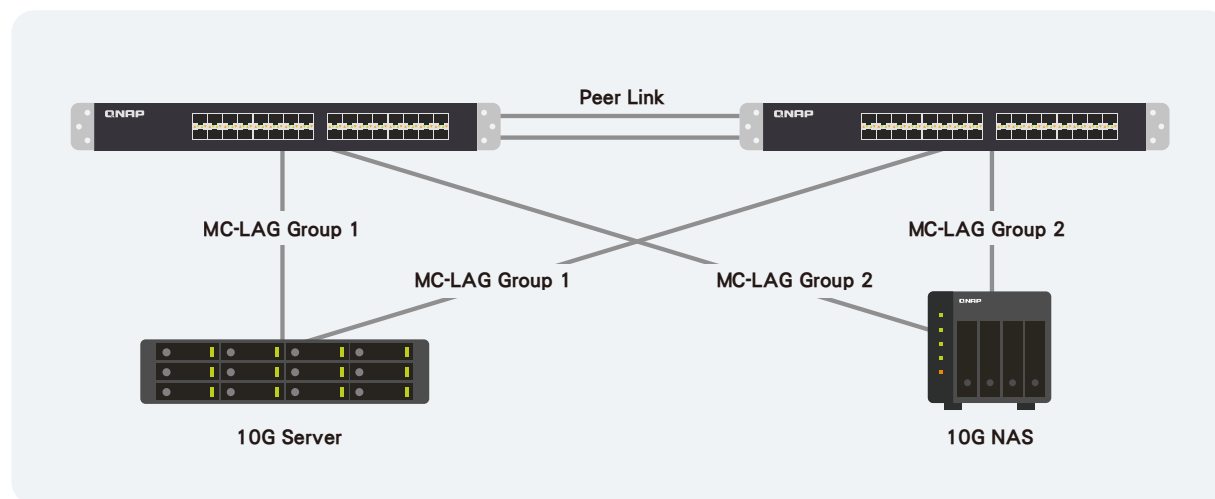 Peer Link
QNAP
QNAP
MC-LAG Group 1
MC-LAG Group 2
MC-LAG Group 1
MC-LAG Group 2
QNAP
10G Server
10G NAS